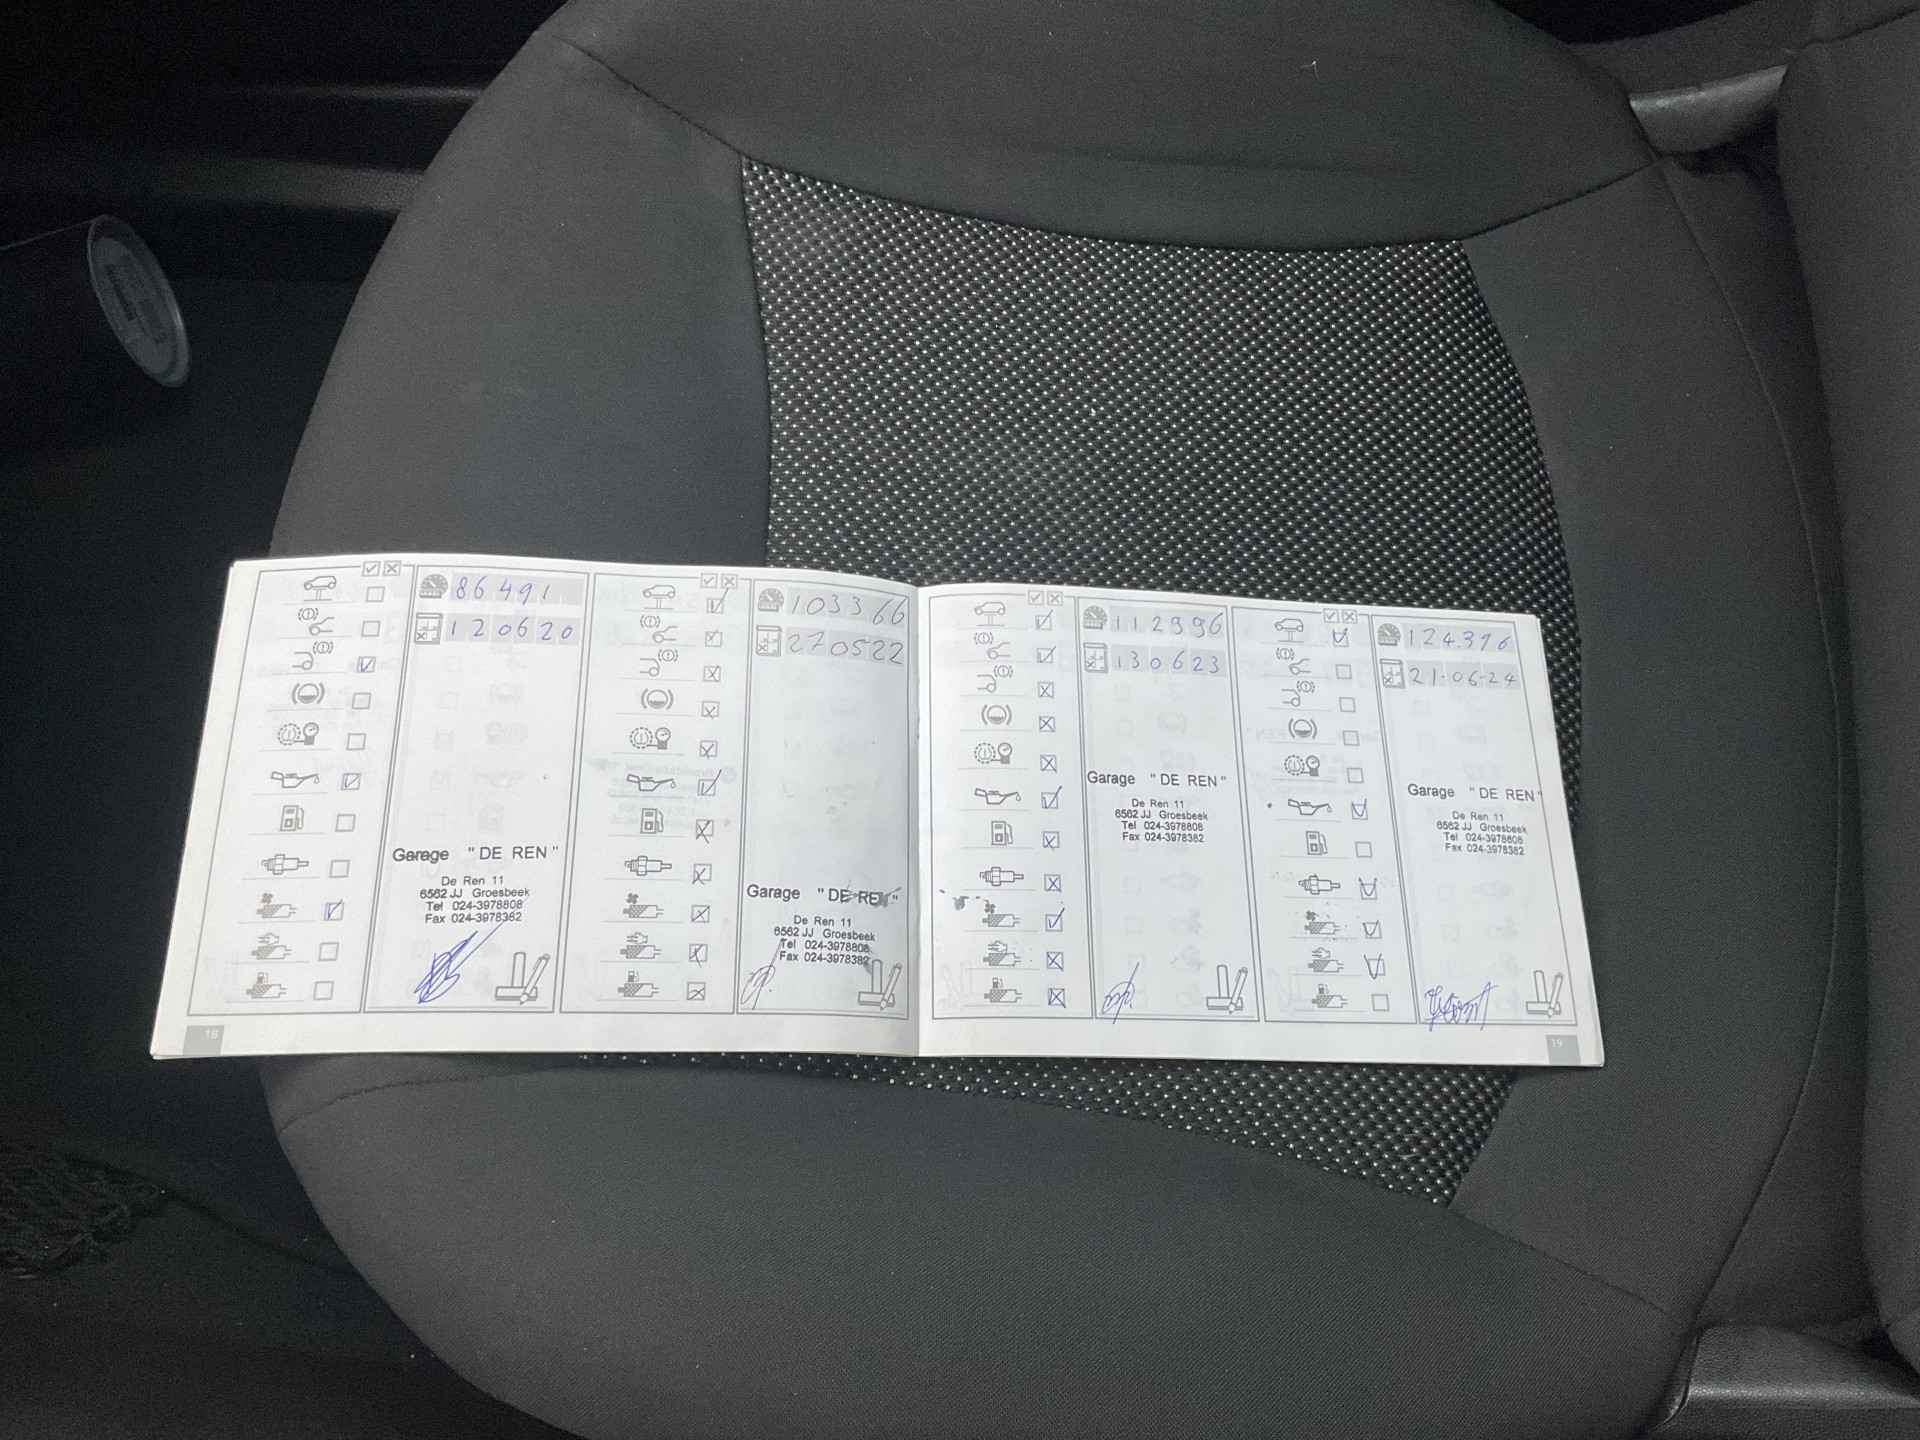 86491
120620
Garage "DE REN"
De Ren 11
6562 JJ Groesbeek
Tel 024-3978808
Fax 024-3978382
18
103366
270522
Garage "DE REN"
De Ren 11
6562 JJ Groesbeek
Tel 024-3978808
Fax 024-3978382
112996
130623
Garage "DE REN"
De Ren 11
6562 JJ Groesbeek
Tel 024-3978808
Fax 024-3978382
124.376
21-06-24
Garage "DE REN"
De Ren 11
6562 JJ Groesbeek
Tel 024-3978808
Fax 024-3978382
19